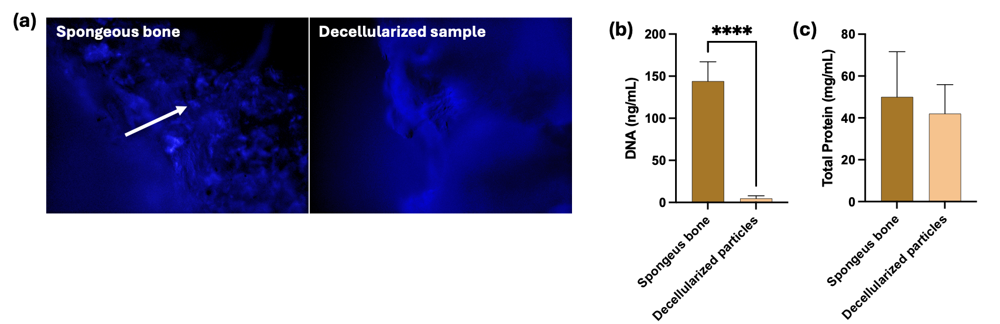 (a)
Spongeous bone
Decellularized sample
(b)
****
200
150
100
50
0
DNA (ng/mL)
Spongeus bone
Decellularized particles
(c)
80
60
40
20
0
Total Protein (mg/mL)
Spongeus bone
Decellularized particles